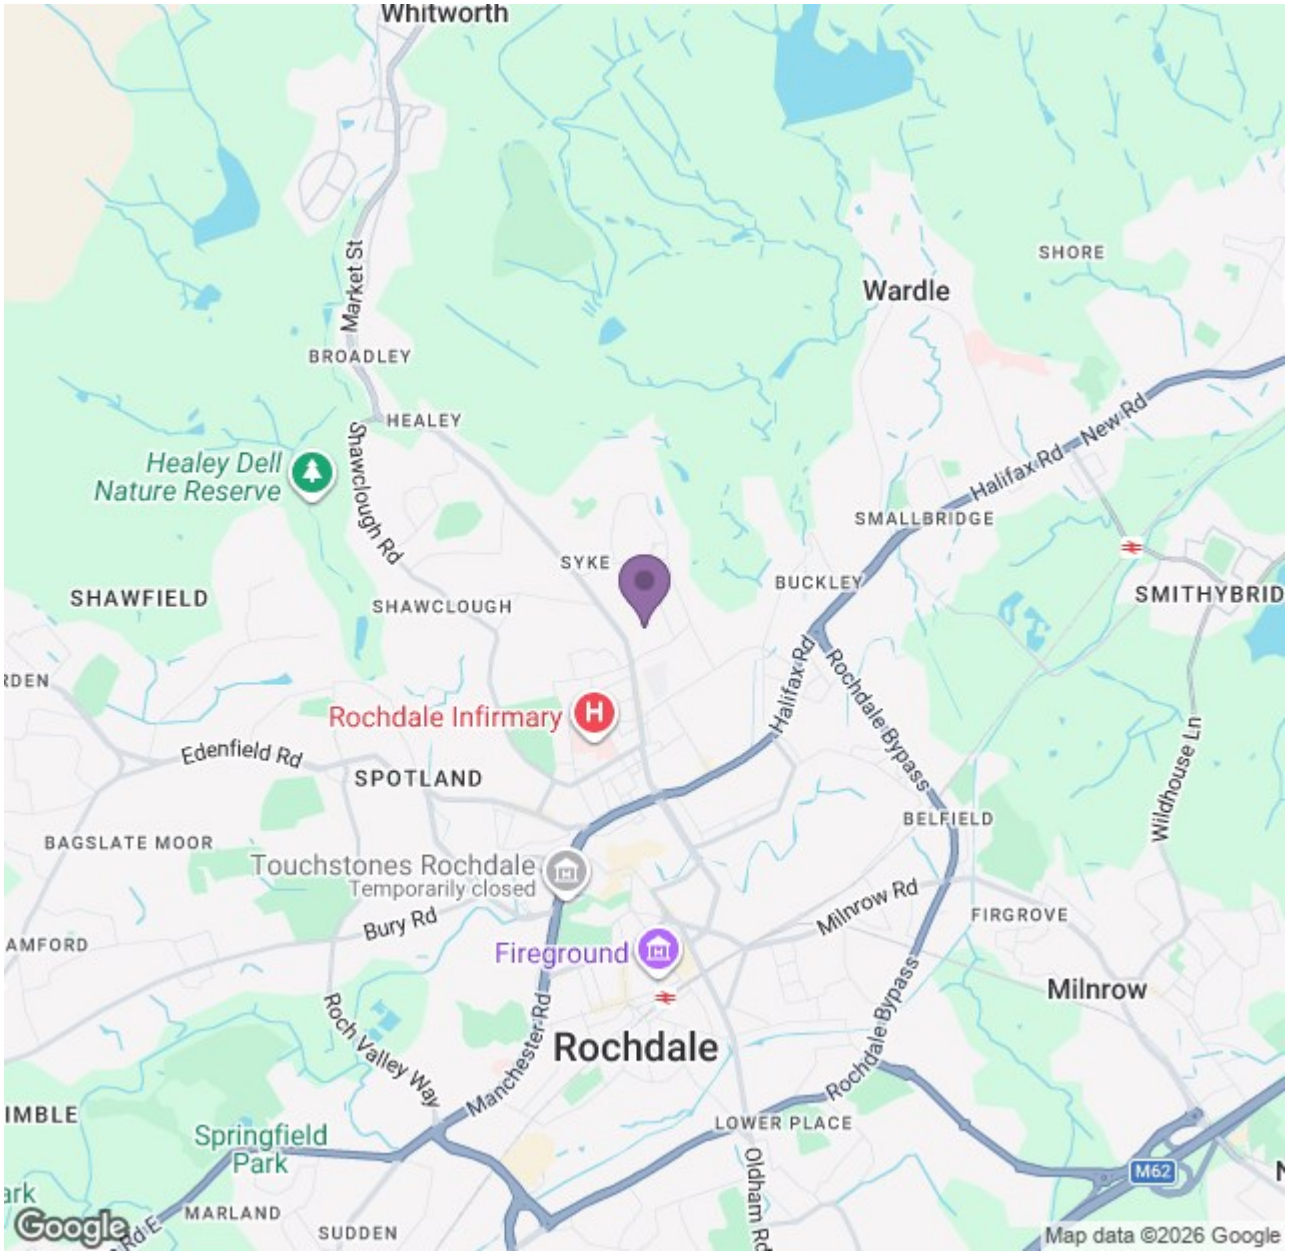 Whitworth
SHORE
Wardle
Market St
BROADLEY
HEALEY
Halifax Rd - New Rd
Healey Dell
Nature Reserve
Shawclough Rd
SMALLBRIDGE
SYKE
BUCKLEY
SHAWFIELD
SHAWCLOUGH
SMITHYBRID
RDEN
Halifax Rd
Rochdale Bypass
Rochdale Infirmary
H
Edenfield Rd
SPOTLAND
Wildhouse Ln
BELFIELD
BAGSLATE MOOR
Touchstones Rochdale
Temporarily closed
Milnrow Rd
Bury Rd
FIRGROVE
AMFORD
Fireground
Milnrow
Roch Valley Way
Manchester Rd
Rochdale
Rochdale Bypass
IMBLE
LOWER PLACE
Springfield
Park
M62
Oldham Rd
ark
MARLAND
SUDDEN
Rd E
Google
Map data ©2026 Google